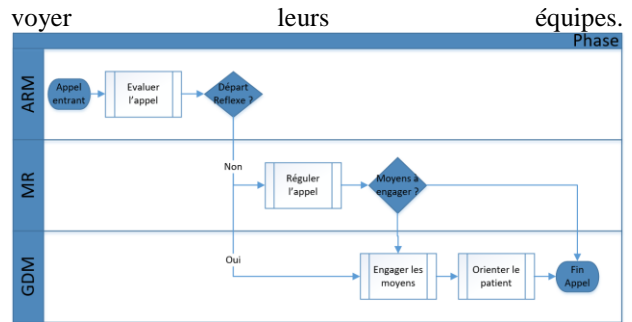 voyer leurs équipes.
Phase
ARM
Appel
entrant
Evaluer
l'appel
Départ
Reflexe ?
Non
MR
Réguler
l'appel
Moyens à
engager ?
Oui
GDM
Engager les
moyens
Orienter le
patient
Fin
Appel